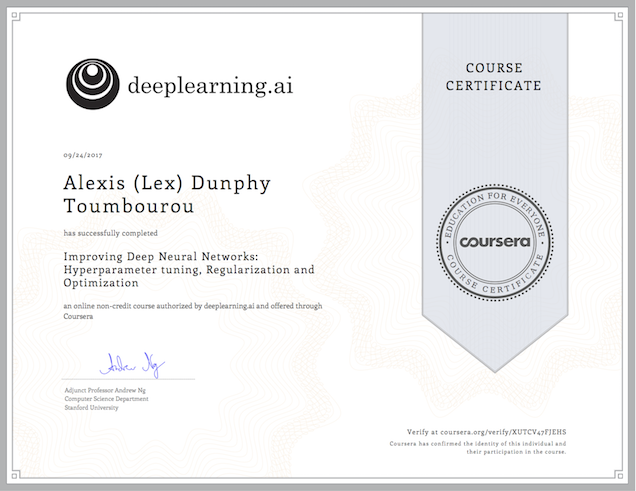 deeplearning.ai
COURSE
CERTIFICATE
09/24/2017
Alexis (Lex) Dunphy
Toumbourou
has successfully completed
Improving Deep Neural Networks:
Hyperparameter tuning, Regularization and
Optimization
an online non-credit course authorized by deeplearning.ai and offered through
Coursera
EDUCATION FOR EVERYONE
coursera
COURSE CERTIFICATE
Andrew Ng
Adjunct Professor Andrew Ng
Computer Science Department
Stanford University
Verify at coursera.org/verify/XUTCV47FJEHS
Coursera has confirmed the identity of this individual and
their participation in the course.